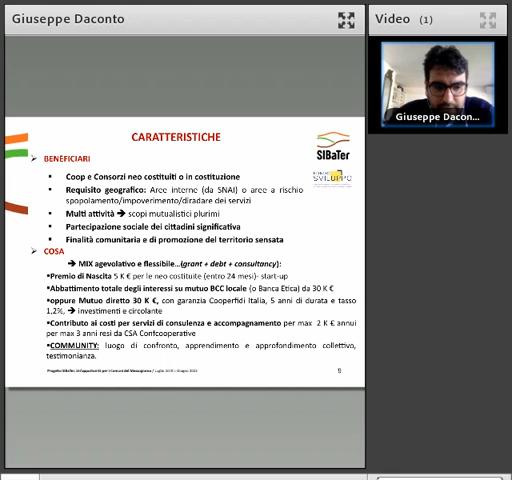 Giuseppe Daconto
Video (1)
Giuseppe Dacon...
CARATTERISTICHE
SIBaTer
SVILUPPO
BENEFICIARI
Coop e Consorzi neo costituiti o in costituzione
Requisito geografico: Aree interne (da SNAI) o aree a rischio
spopolamento/impoverimento/diradare dei servizi
Multi attività → scopi mutualistici plurimi
Partecipazione sociale dei cittadini significativa
Finalità comunitaria e di promozione del territorio sensata
COSA
→ MIX agevolativo e flessibile...(grant + debt + consultancy):
•Premio di Nascita 5 K € per le neo costituite (entro 24 mesi)- start-up
•Abbattimento totale degli interessi su mutuo BCC locale (o Banca Etica) da 30 K €
•oppure Mutuo diretto 30 K €, con garanzia Cooperfidi Italia, 5 anni di durata e tasso
1,2%, → investimenti e circolante
•Contributo ai costi per servizi di consulenza e accompagnamento per max 2 K € annui
per max 3 anni resi da CSA Confcooperative
•COMMUNITY: luogo di confronto, apprendimento e approfondimento collettivo,
testimonianza.
9